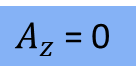 A_z = 0